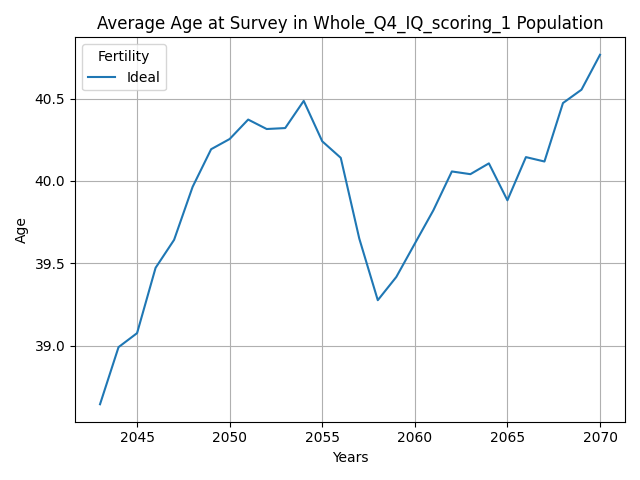 Average Age at Survey in Whole_Q4_IQ_scoring_1 Population
Fertility
Ideal
40.5
40.0
39.5
39.0
Age
2045 2050 2055 2060 2065 2070
Years